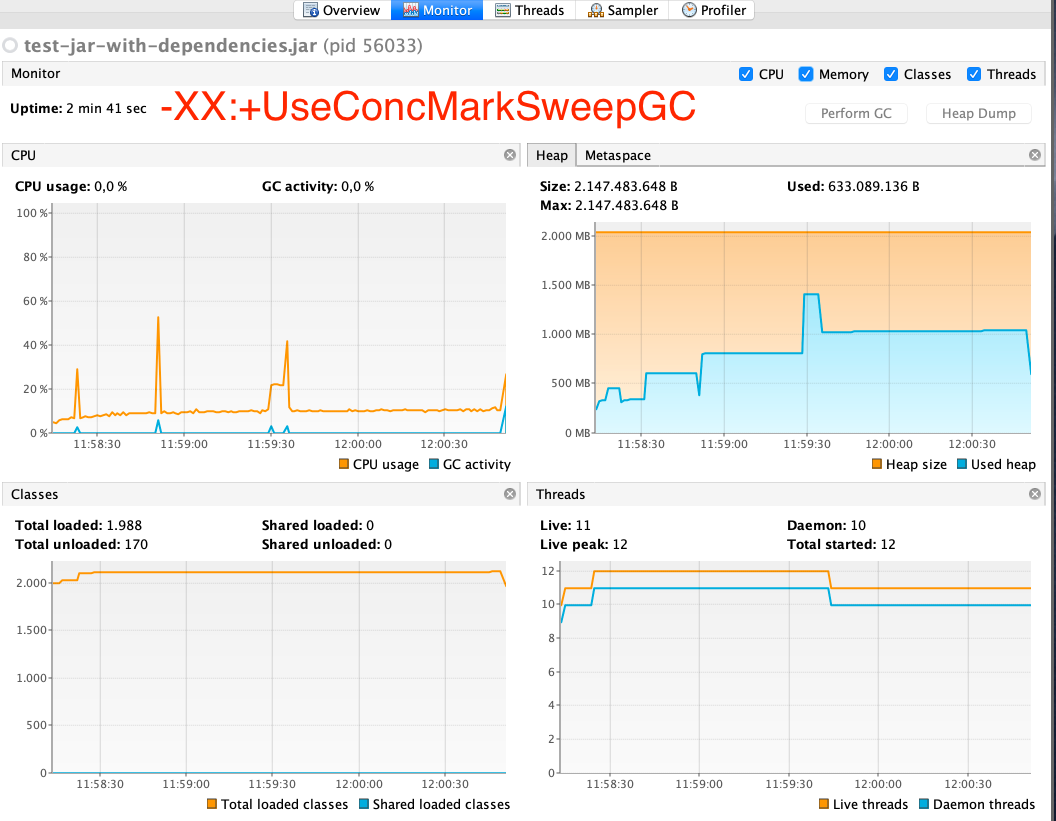 Overview Monitor Threads Sampler Profiler
test-jar-with-dependencies.jar (pid 56033)
Monitor CPU Memory Classes Threads
Uptime: 2 min 41 sec -XX:+UseConcMarkSweepGC Perform GC Heap Dump
CPU
CPU usage: 0,0 % GC activity: 0,0 %
100 %
80%
60 %
40 %
20 %
0 %
11:58:30 11:59:00 11:59:30 12:00:00 12:00:30
CPU usage GC activity
Heap Metaspace
Size: 2.147.483.648 B Used: 633.089.136 B
Max: 2.147.483.648 B
2.000 MB
1.500 MB
1.000 MB
500 MB
0 MB
11:58:30 11:59:00 11:59:30 12:00:00 12:00:30
Heap size Used heap
Classes
Total loaded: 1.988 Shared loaded: 0
Total unloaded: 170 Shared unloaded: 0
2.000
1.500
1.000
500
0
11:58:30 11:59:00 11:59:30 12:00:00 12:00:30
Total loaded classes Shared loaded classes
Threads
Live: 11 Daemon: 10
Live peak: 12 Total started: 12
12
10
8
6
4
2
0
11:58:30 11:59:00 11:59:30 12:00:00 12:00:30
Live threads Daemon threads